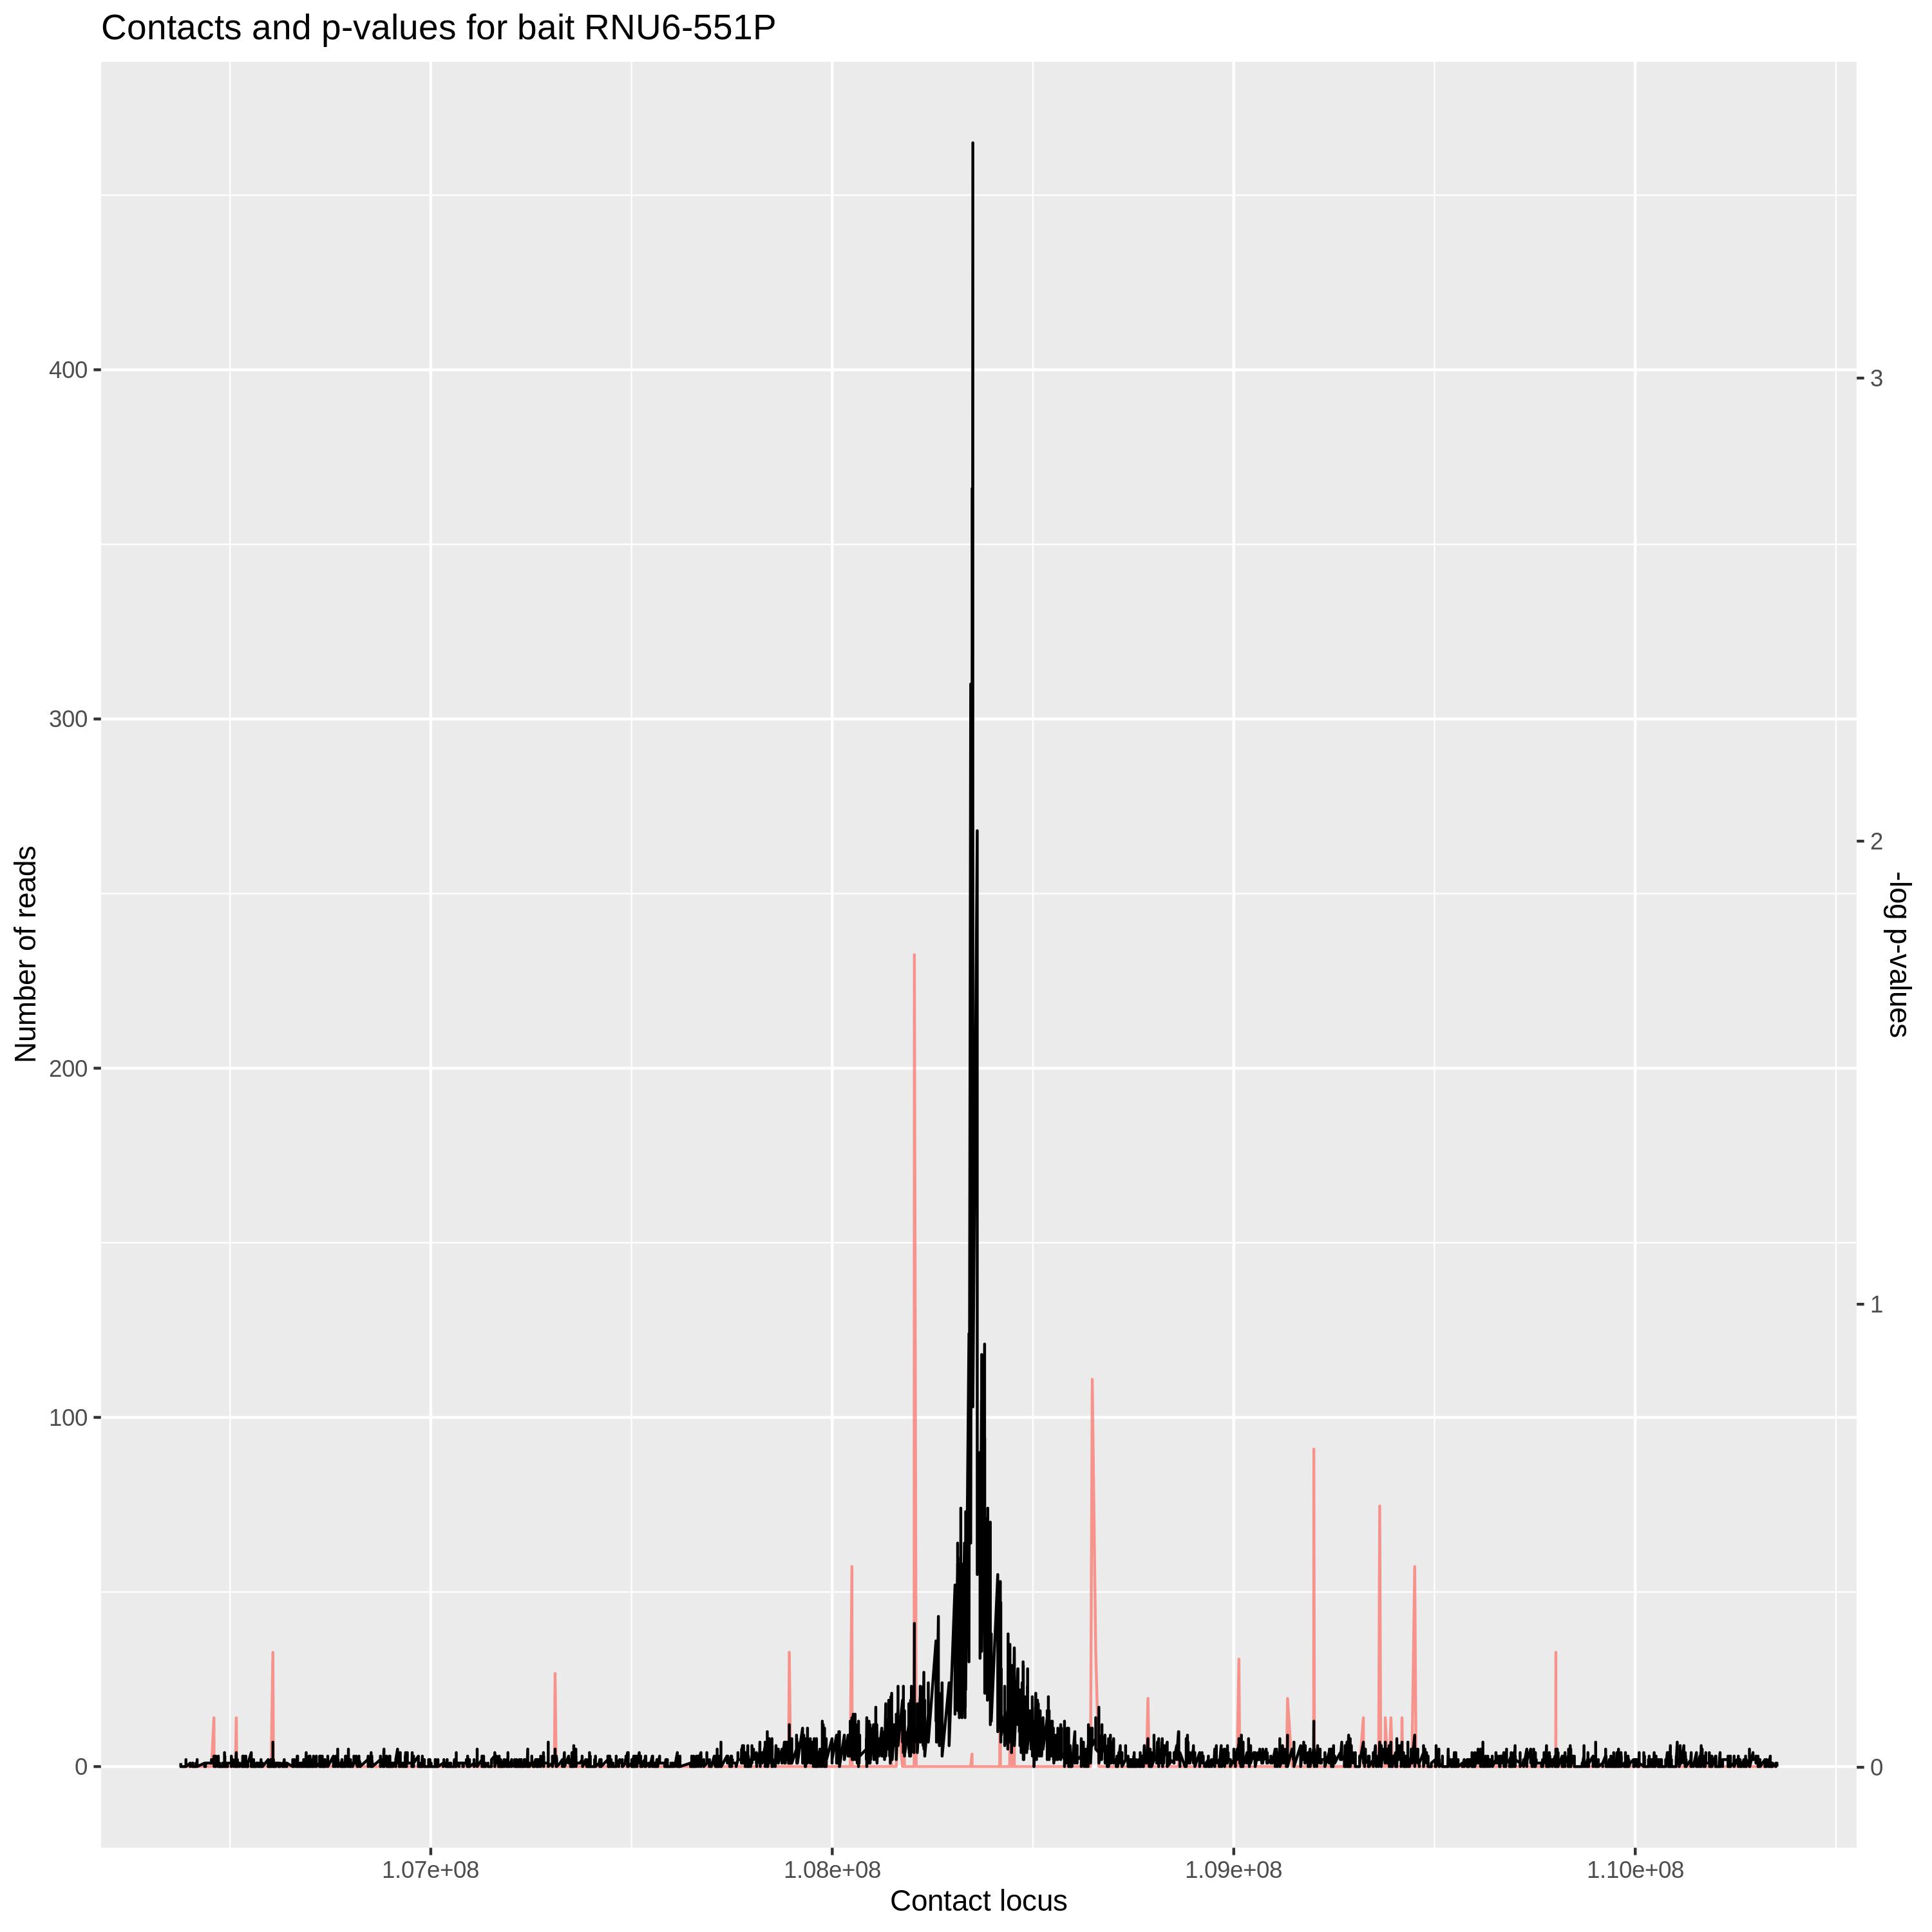 Contacts and p-values for bait RNU6-551P
400
300
200
100
0
3
2
1
0
Number of reads
-log p-values
1.07e+08
1.08e+08
1.09e+08
1.10e+08
Contact locus